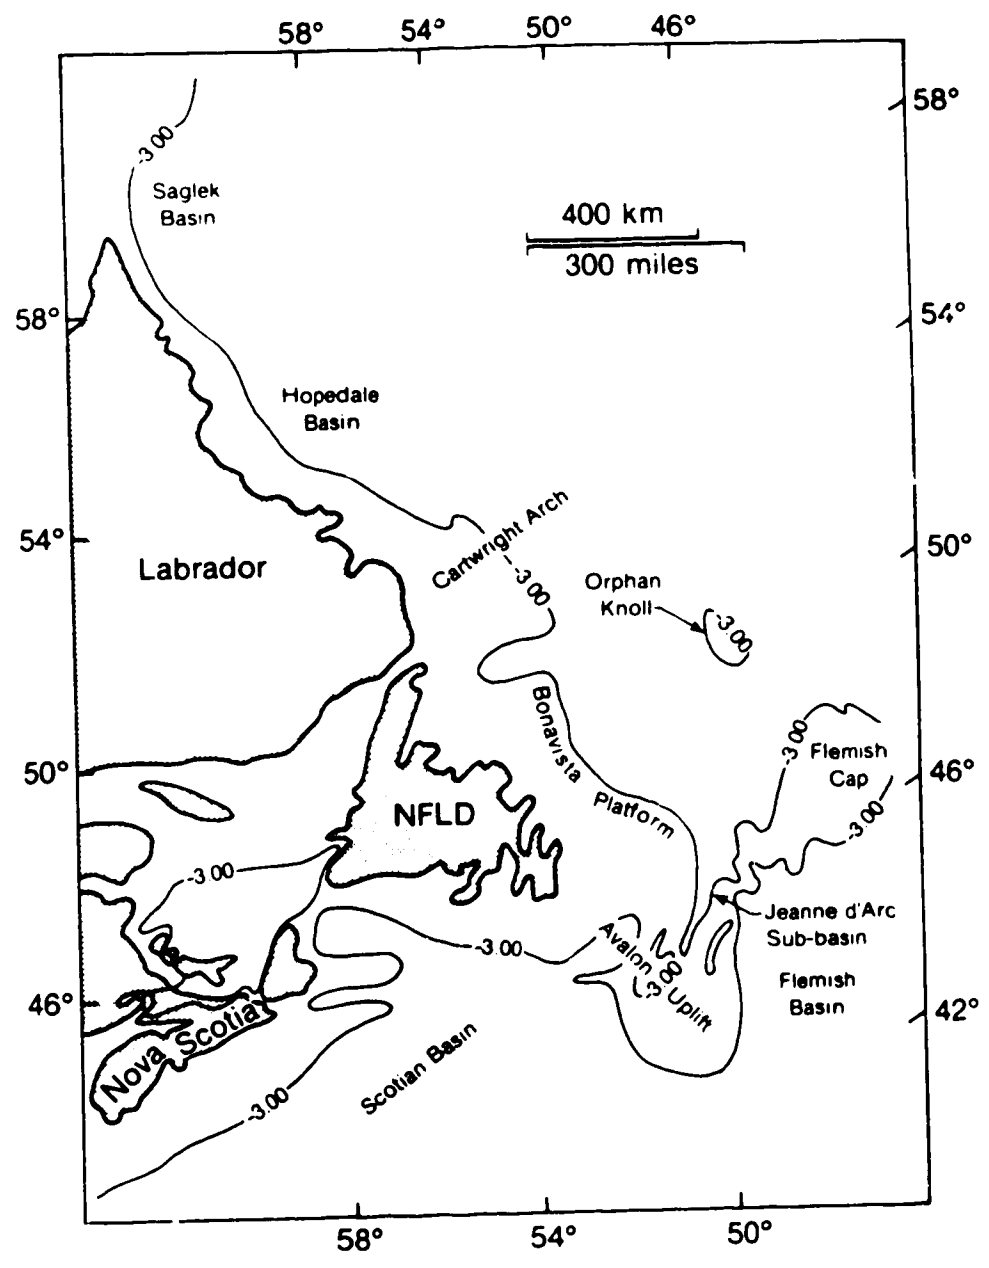 58° 54° 50° 46°
58°
-3.00
Saglek
Basin
400 km
300 miles
58°
54°
Hopedale
Basin
Cartwright Arch
54°
50°
Labrador
-3.00
Orphan
Knoll
-3.00
Bonavista
Platform
-3.00
Flemish
Cap
50°
46°
-3.00
NFLD
-3.00
Jeanne d'Arc
Sub-basin
-3.00
Avalon
Uplift
-3.00
Flemish
Basin
46°
42°
Nova Scotia
Scotian Basin
-3.00
58° 54° 50°